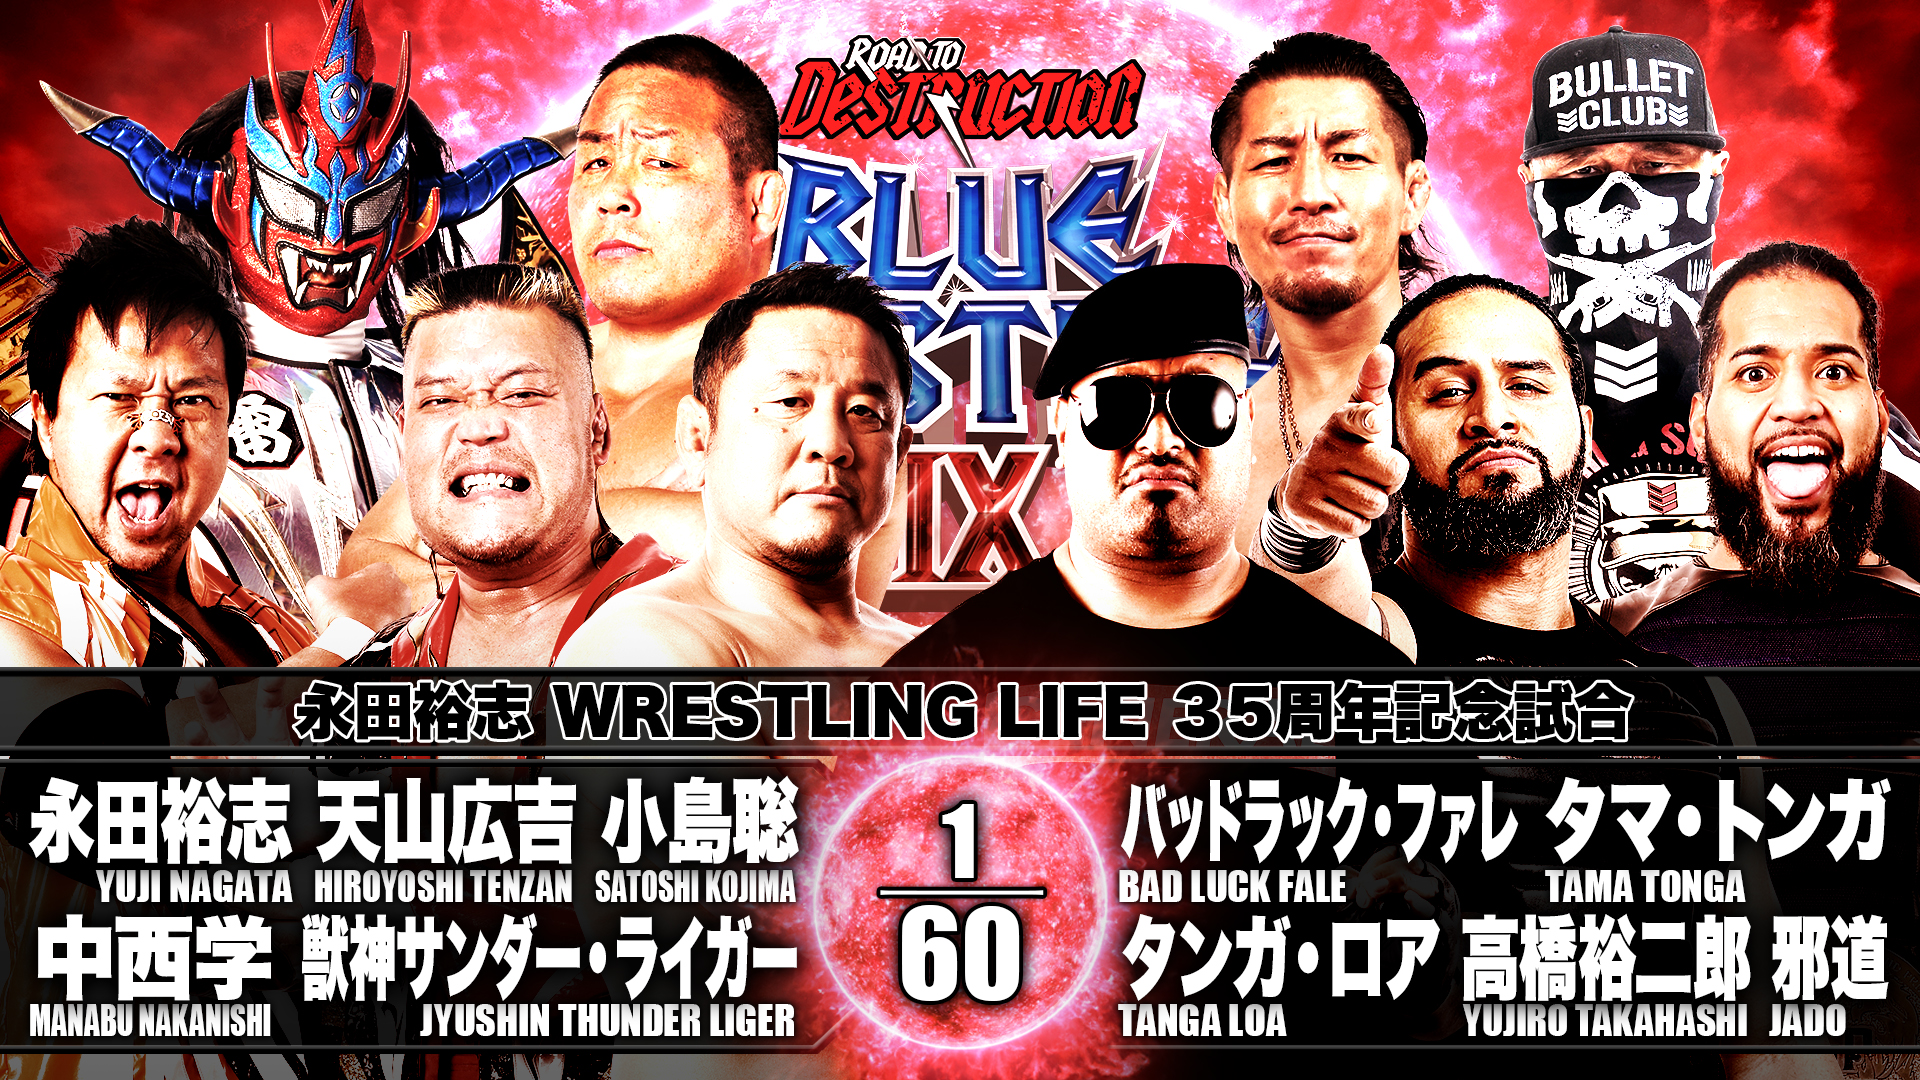 ROAD TO
DESTRUCTION
BLUE
IX
BULLET
CLUB
雷
永田裕志 WRESTLING LIFE 35周年記念試合
永田裕志 天山広吉 小島聡
YUJI NAGATA HIROYOSHI TENZAN SATOSHI KOJIMA
中西学 獣神サンダー・ライガー
MANABU NAKANISHI JYUSHIN THUNDER LIGER
1
60
バッドラック・ファレ タマ・トンガ
BAD LUCK FALE TAMA TONGA
タンガ・ロア 高橋裕二郎 邪道
TANGA LOA YUJIRO TAKAHASHI JADO